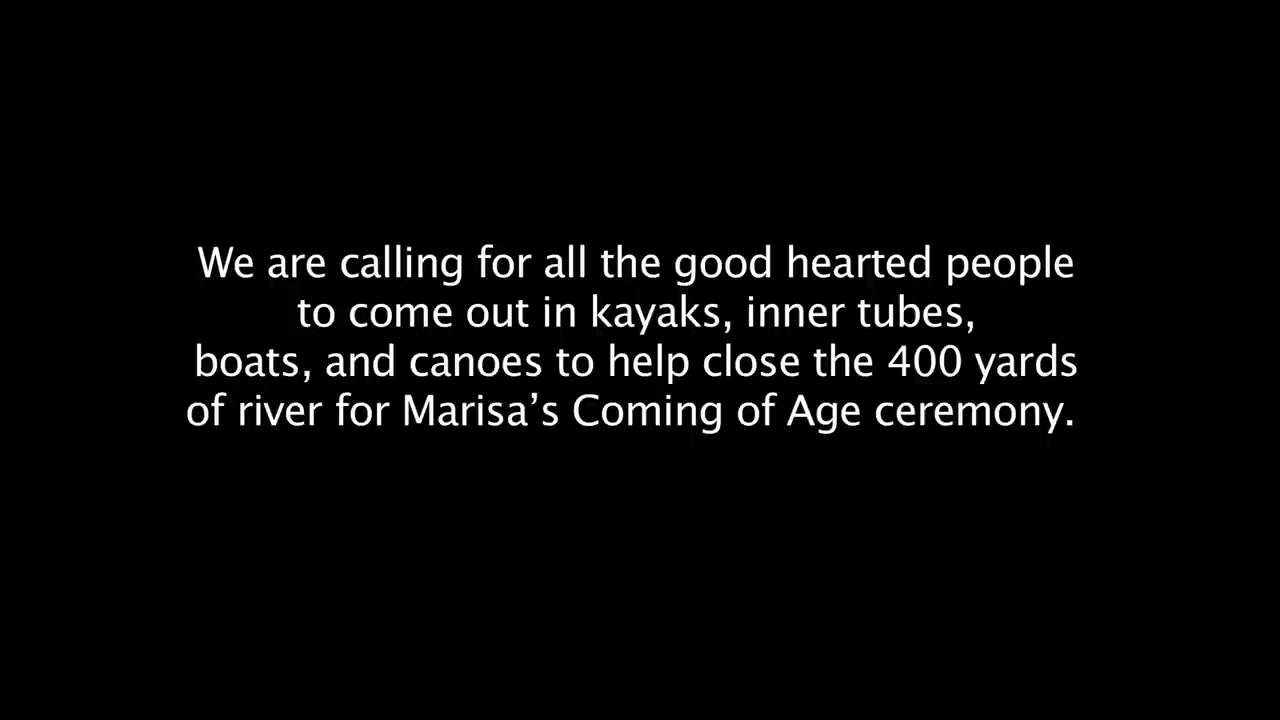 We are calling for all the good hearted people
to come out in kayaks, inner tubes,
boats, and canoes to help close the 400 yards
of river for Marisa’s Coming of Age ceremony.